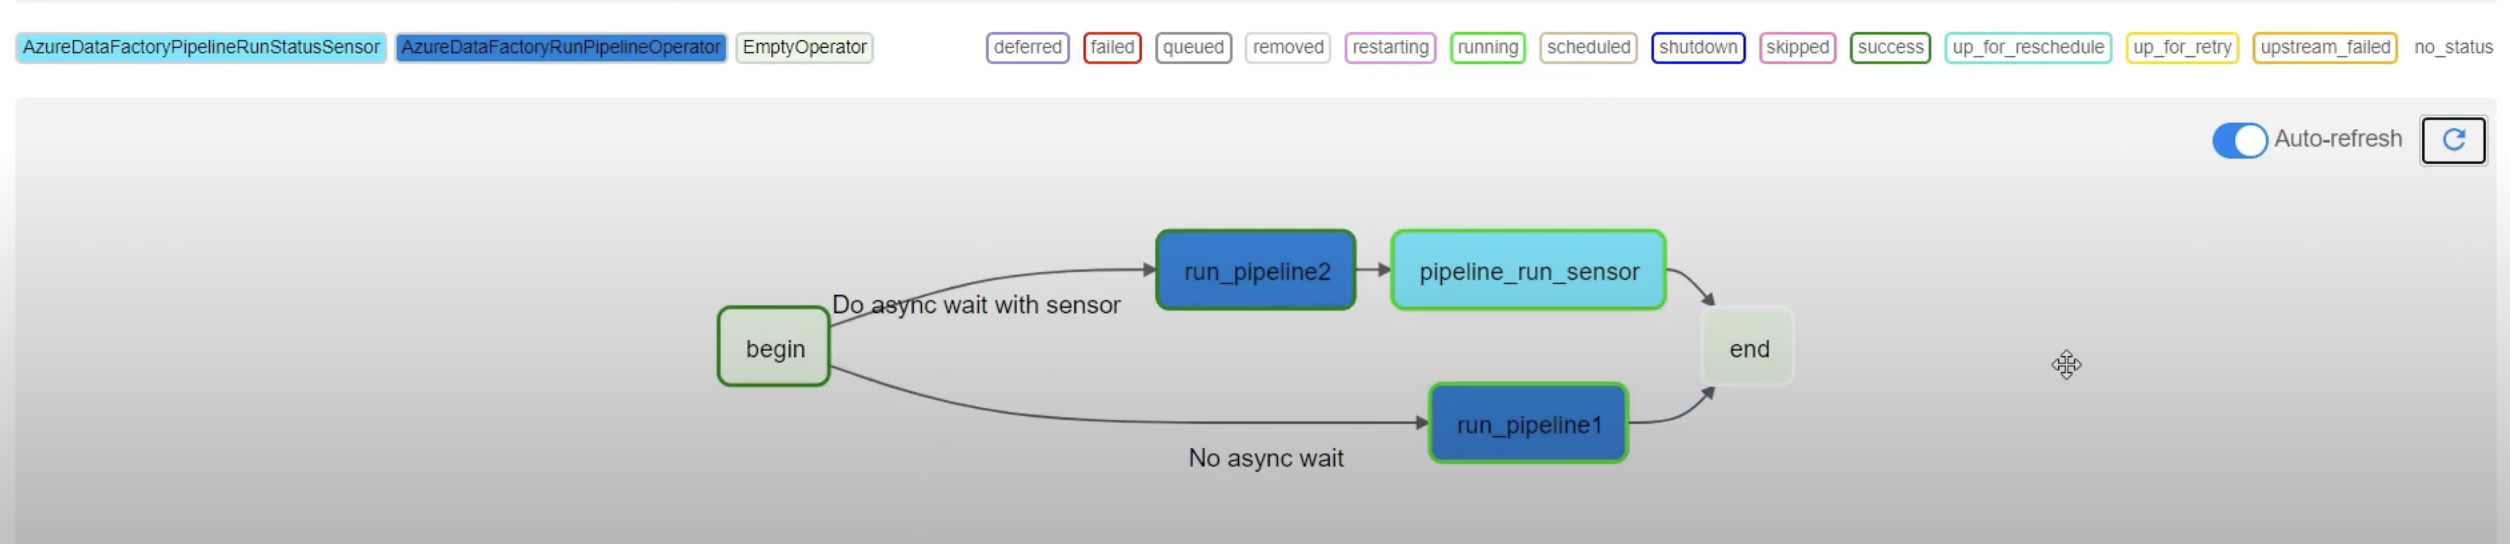 AzureDataFactoryPipelineRunStatusSensor AzureDataFactoryRunPipelineOperator EmptyOperator deferred failed queued removed restarting running scheduled shutdown skipped success up_for_reschedule up_for_retry upstream_failed no_status
Auto-refresh
run_pipeline2 pipeline_run_sensor
Do async wait with sensor
begin end
run_pipeline1
No async wait